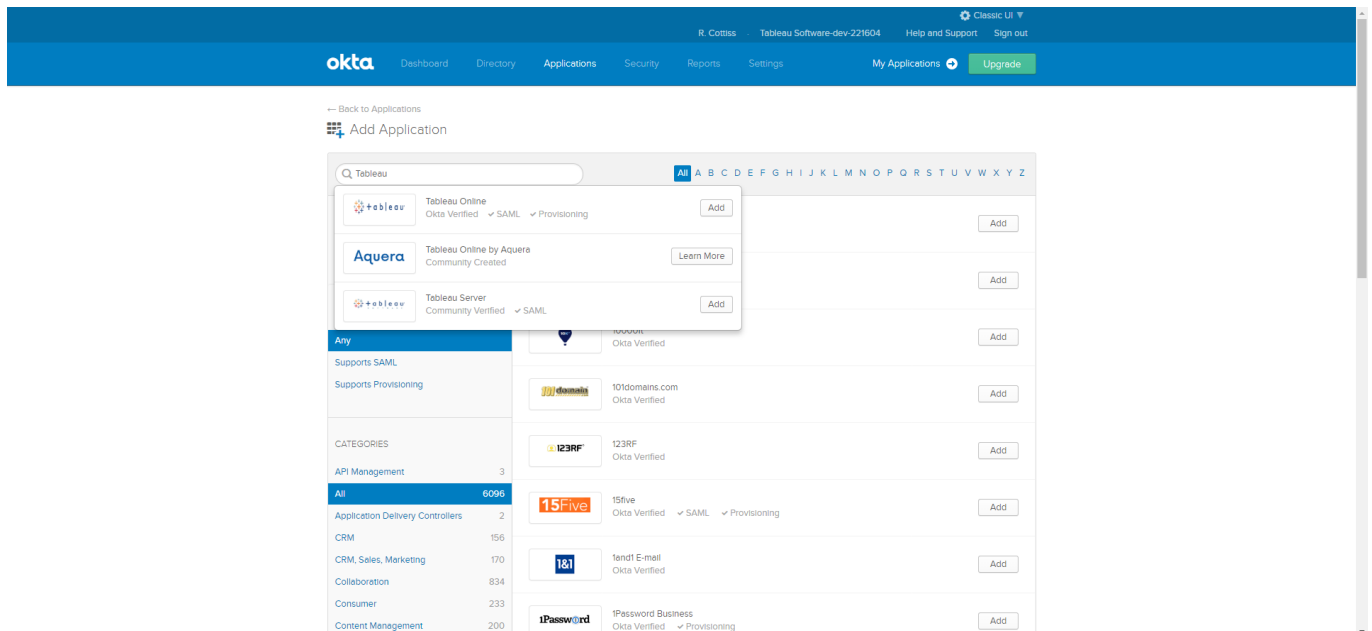 Classic UI ▼
R. Cottiss Tableau Software-dev-221604 Help and Support Sign out
okta Dashboard Directory Applications Security Reports Settings My Applications Upgrade
← Back to Applications
Add Application
Tableau
All A B C D E F G H I J K L M N O P Q R S T U V W X Y Z
+ableau
Tableau Online
Okta Verified ✓ SAML ✓ Provisioning
Add
Add
Aquera
Tableau Online by Aquera
Community Created
Learn More
Add
+ableau
Tableau Server
Community Verified ✓ SAML
Add
Any
Okta Verified
Add
Supports SAML
Supports Provisioning
101domain
101domains.com
Okta Verified
Add
CATEGORIES
123RF
123RF
Okta Verified
Add
API Management 3
All 6096
Application Delivery Controllers 2
CRM 156
CRM, Sales, Marketing 170
Collaboration 834
Consumer 233
Content Management 200
15Five
15five
Okta Verified ✓ SAML ✓ Provisioning
Add
1&1
1and1 E-mail
Okta Verified
Add
1Password
1Password Business
Okta Verified ✓ Provisioning
Add